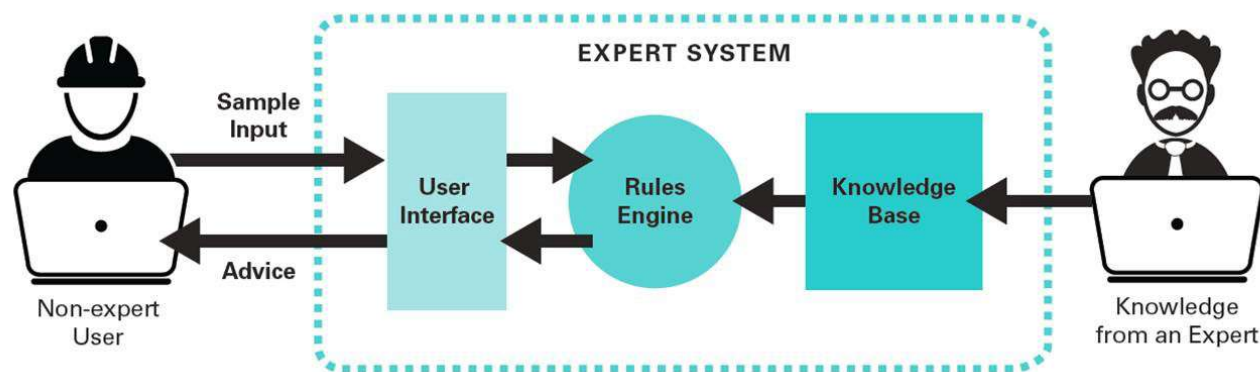 EXPERT SYSTEM
Sample
Input
User
Interface
Rules
Engine
Knowledge
Base
Advice
Non-expert
User
Knowledge
from an Expert